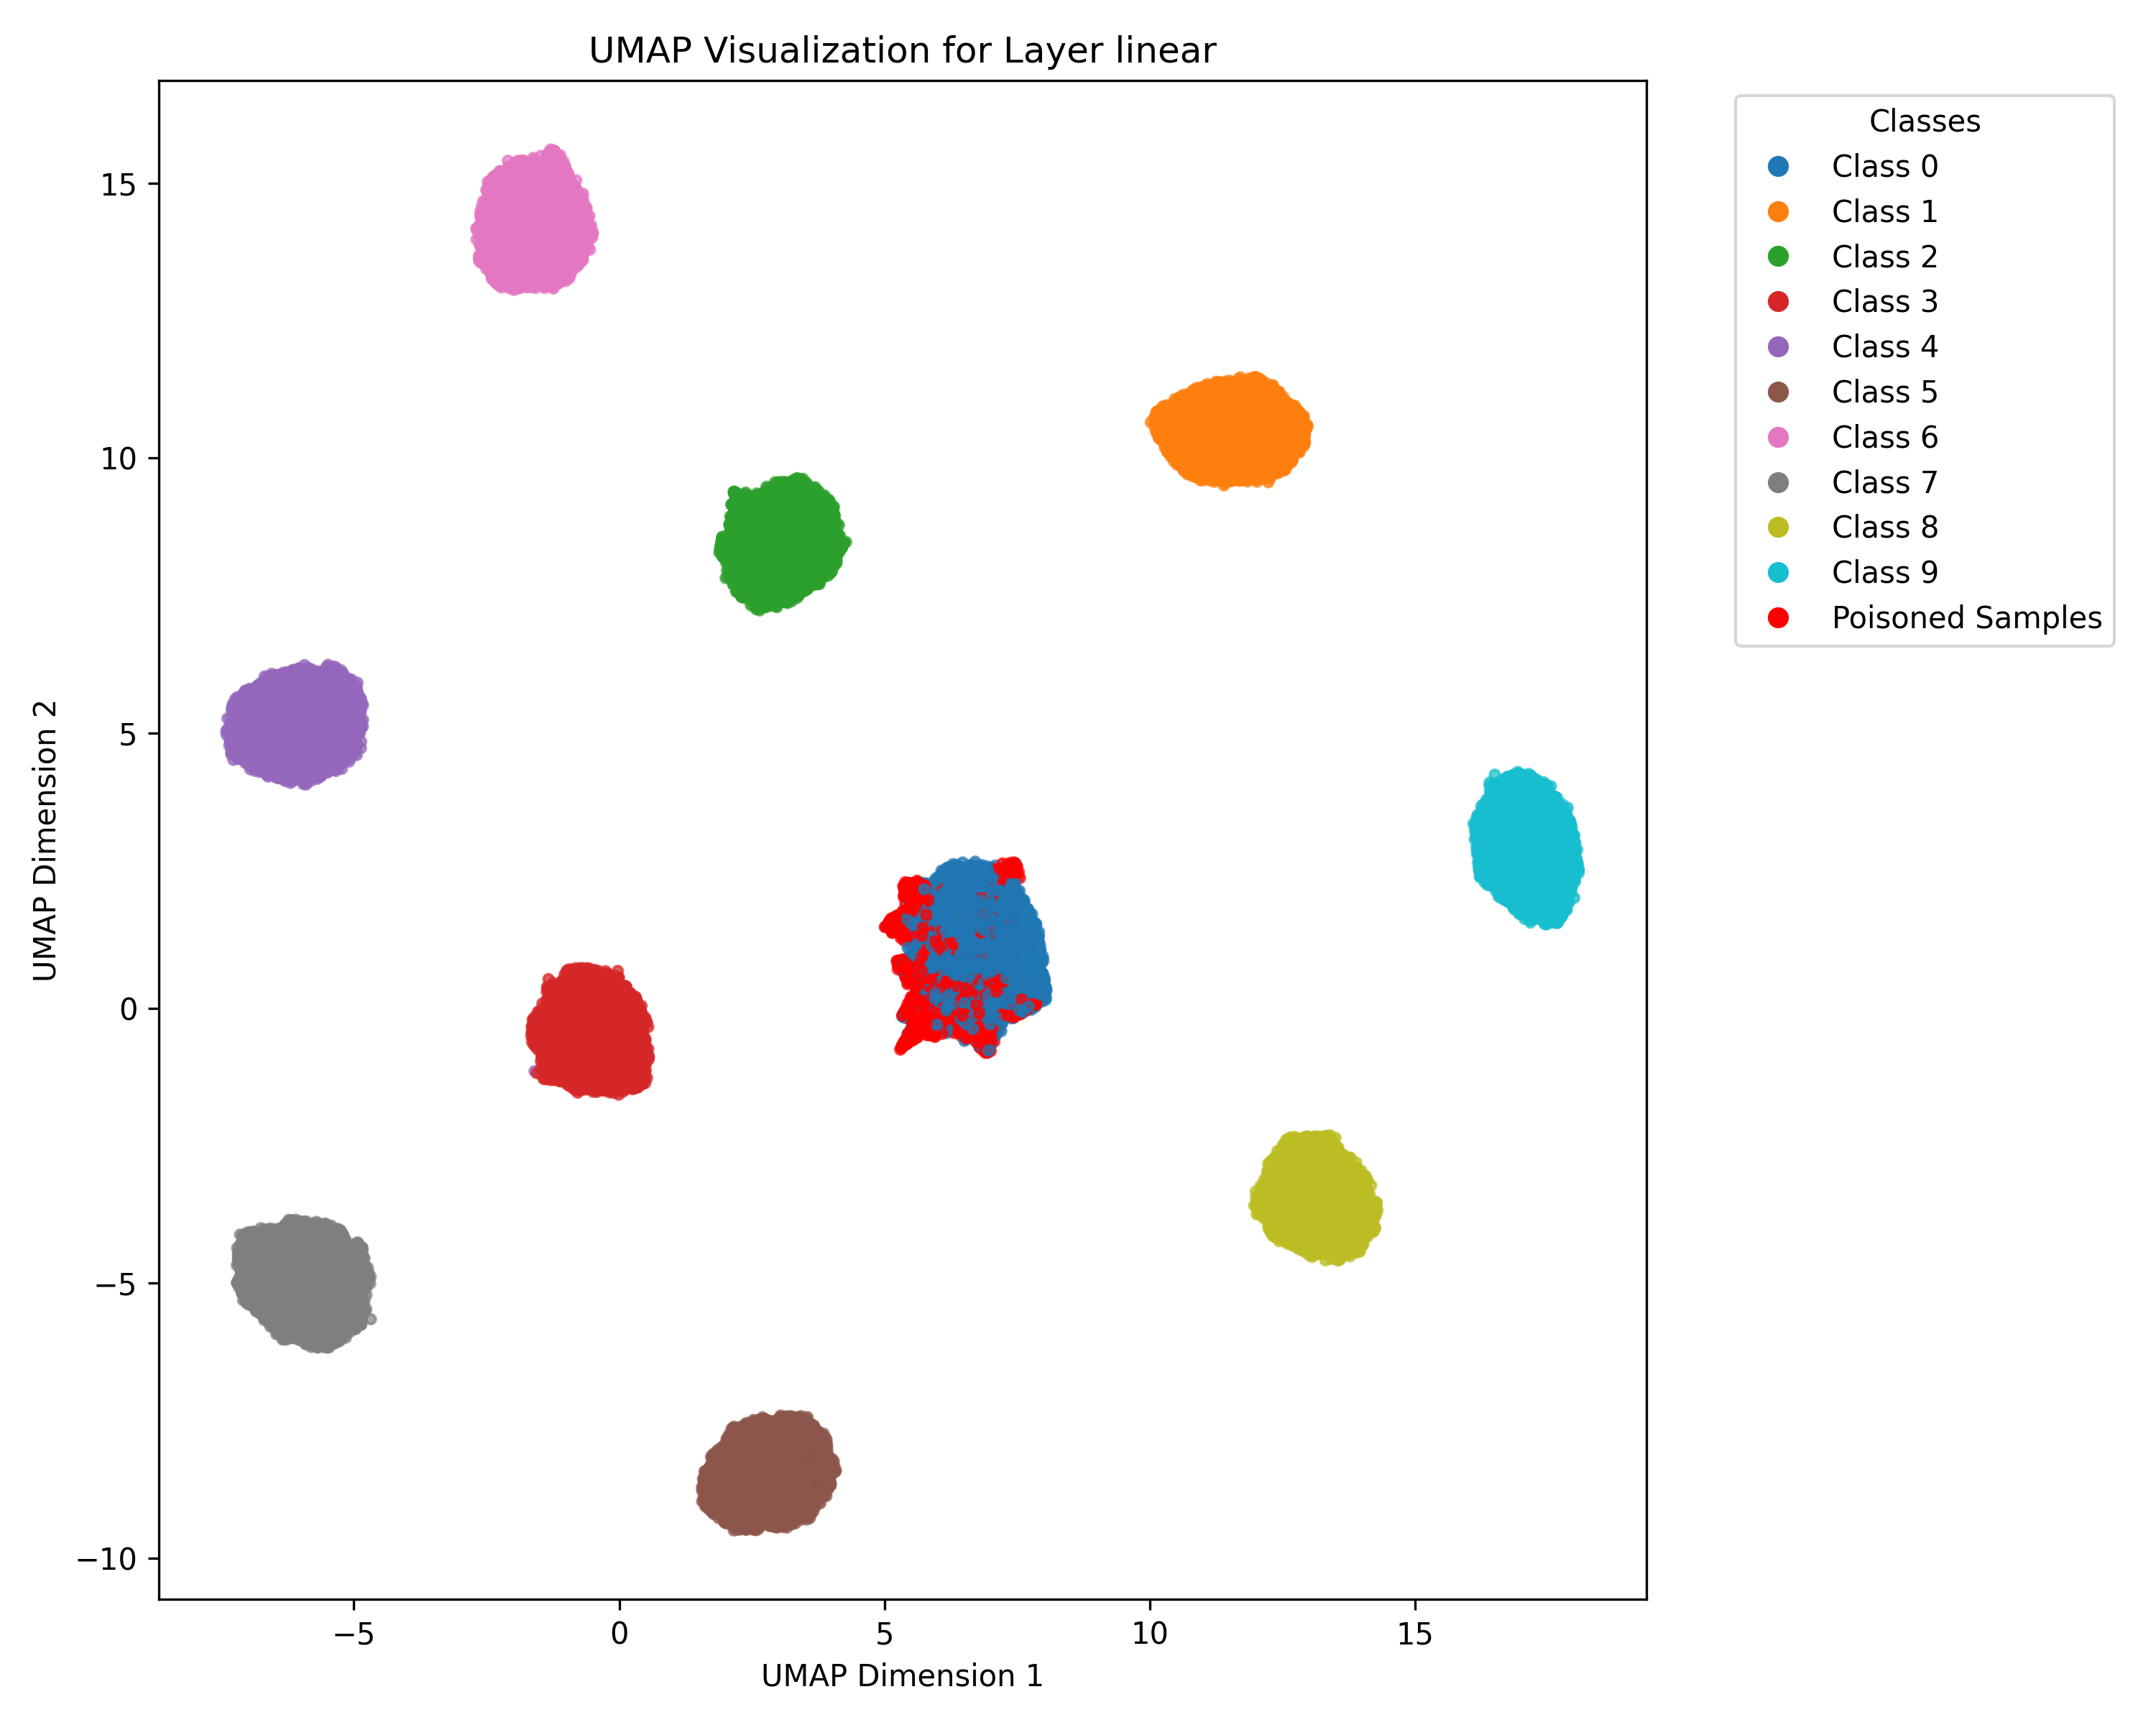 UMAP Visualization for Layer linear
Classes
Class 0
Class 1
Class 2
Class 3
Class 4
Class 5
Class 6
Class 7
Class 8
Class 9
Poisoned Samples
UMAP Dimension 2
15
10
5
0
−5
−10
−5 0 5 10 15
UMAP Dimension 1